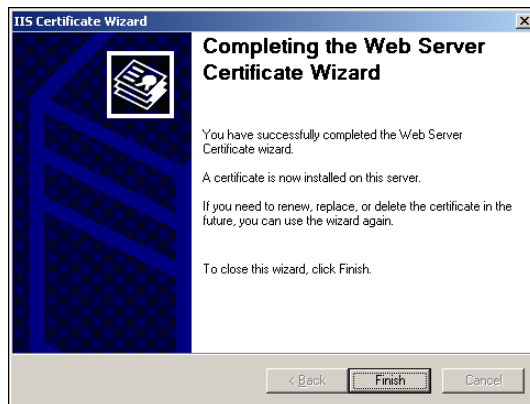 IIS Certificate Wizard
Completing the Web Server
Certificate Wizard
You have successfully completed the Web Server
Certificate wizard.
A certificate is now installed on this server.
If you need to renew, replace, or delete the certificate in the
future, you can use the wizard again.
To close this wizard, click Finish.
< Back
Finish
Cancel